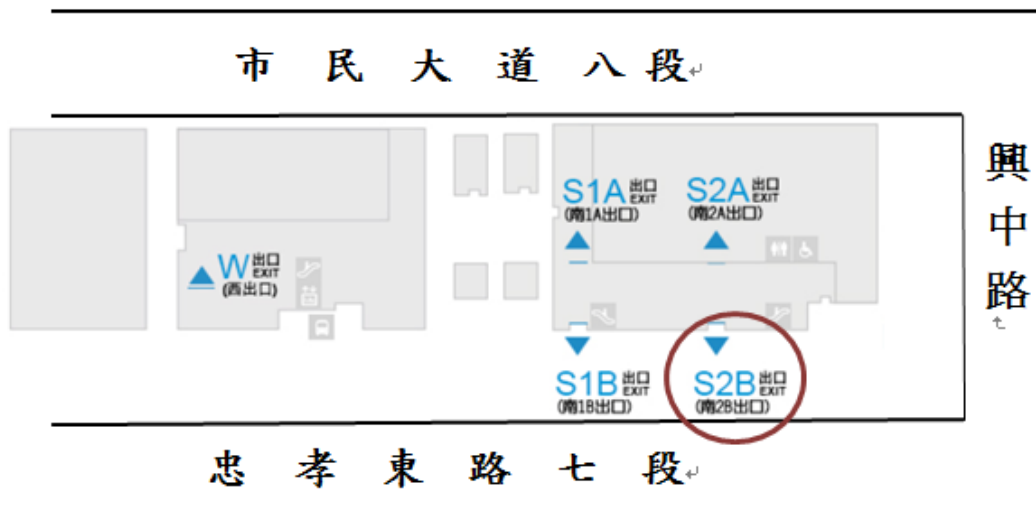 市民大道八段
興中路
S1A 出口 EXIT
(南1A出口)
S2A 出口 EXIT
(南2A出口)
W 出口 EXIT
(西出口)
S1B 出口 EXIT
(南1B出口)
S2B 出口 EXIT
(南2B出口)
忠孝東路七段